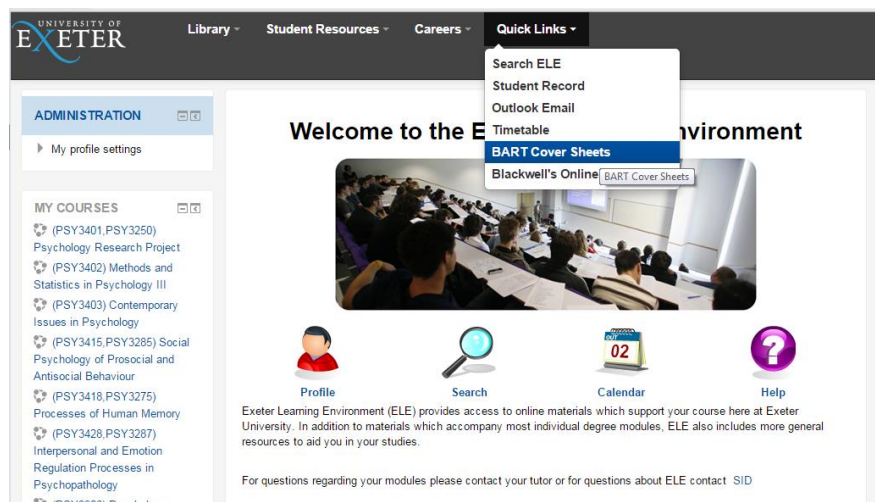 UNIVERSITY OF
EXETER
Library
Student Resources
Careers
Quick Links
Search ELE
Student Record
Outlook Email
Timetable
BART Cover Sheets
Blackwell's Online
BART Cover Sheets
ADMINISTRATION
My profile settings
MY COURSES
(PSY3401,PSY3250)
Psychology Research Project
(PSY3402) Methods and
Statistics in Psychology III
(PSY3403) Contemporary
Issues in Psychology
(PSY3415,PSY3285) Social
Psychology of Prosocial and
Antisocial Behaviour
(PSY3418,PSY3275)
Processes of Human Memory
(PSY3428,PSY3287)
Interpersonal and Emotion
Regulation Processes in
Psychopathology
Welcome to the E vironment
OUT
02
Profile
Search
Calendar
Help
Exeter Learning Environment (ELE) provides access to online materials which support your course here at Exeter
University. In addition to materials which accompany most individual degree modules, ELE also includes more general
resources to aid you in your studies.
For questions regarding your modules please contact your tutor or for questions about ELE contact SID